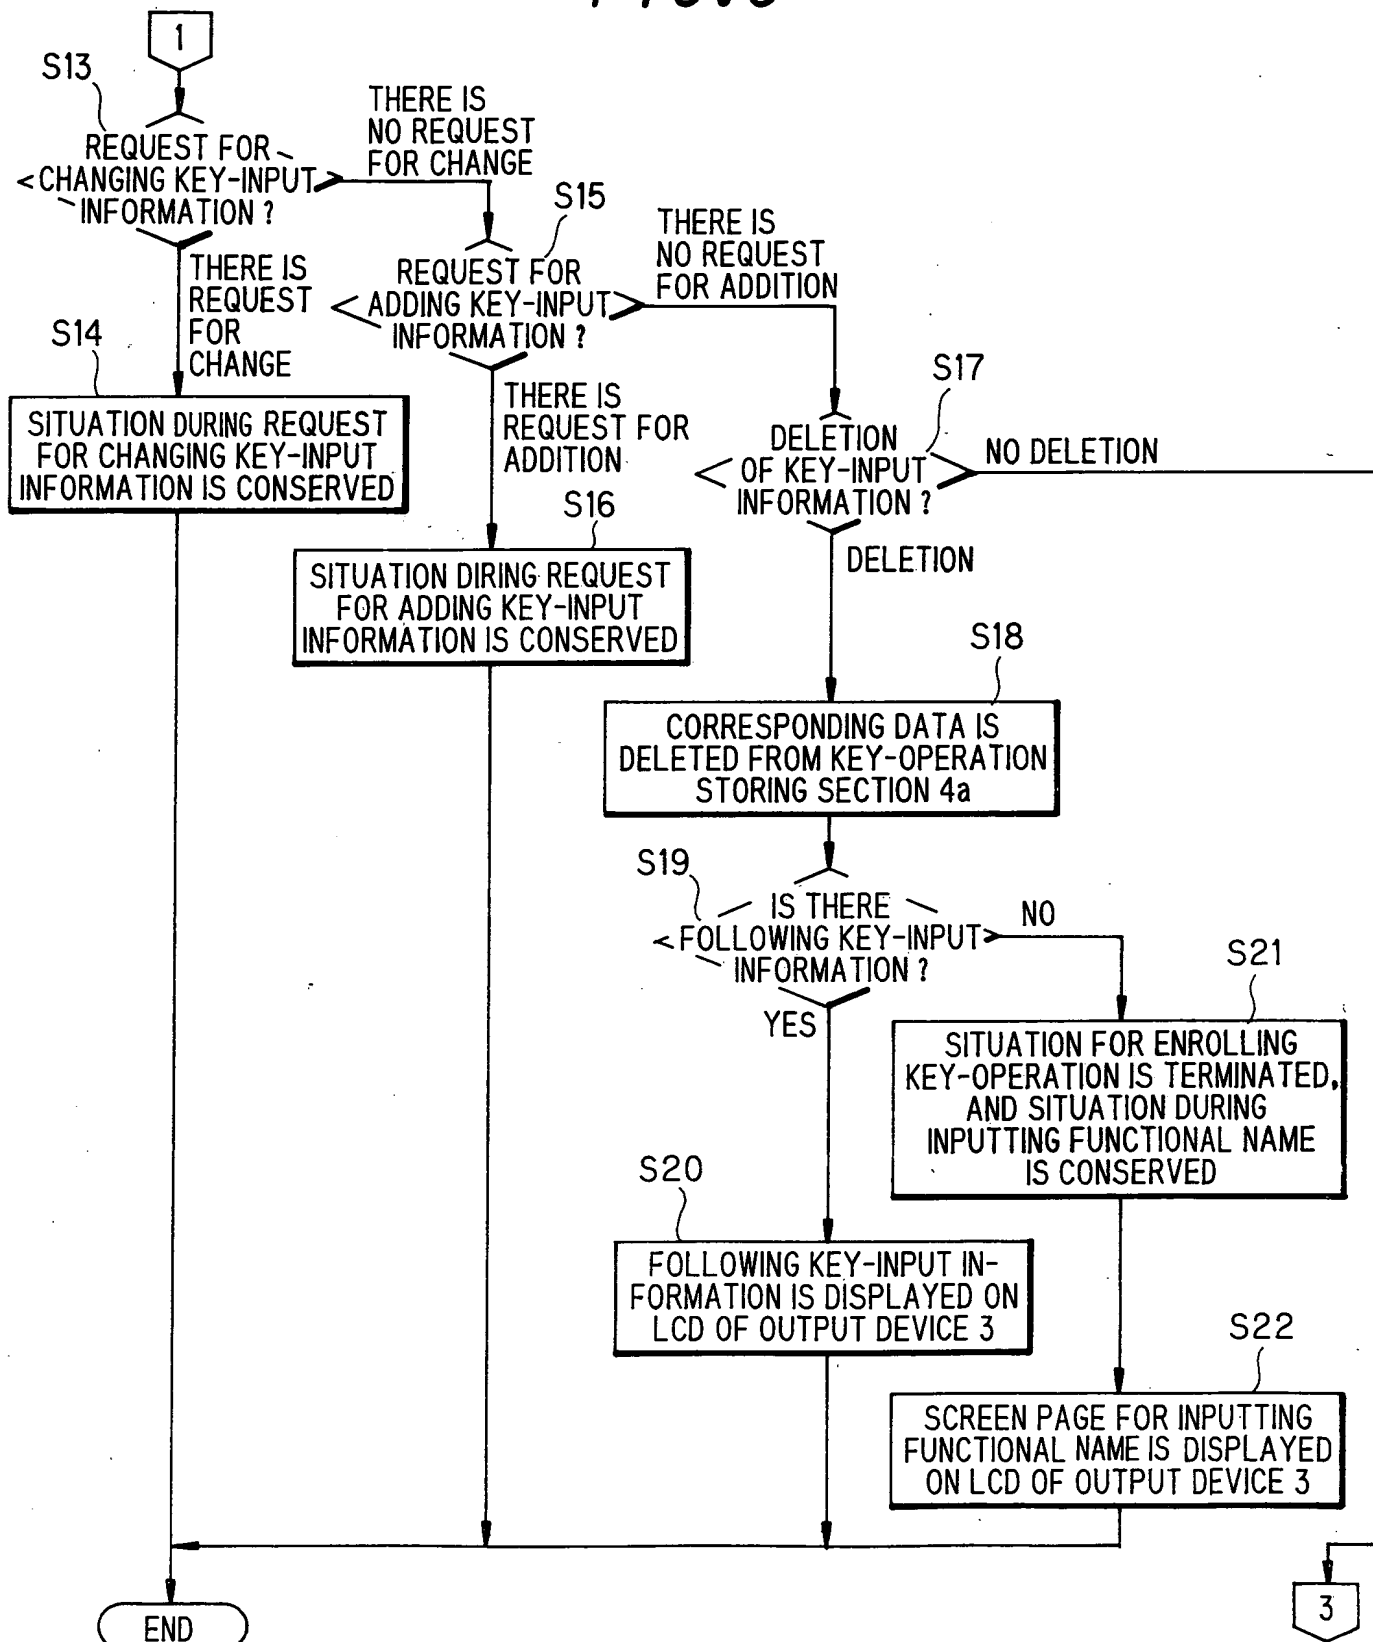 1
S13
REQUEST FOR
CHANGING KEY-INPUT
INFORMATION ?
THERE IS
NO REQUEST
FOR CHANGE
THERE IS
REQUEST
FOR
CHANGE
S14
SITUATION DURING REQUEST
FOR CHANGING KEY-INPUT
INFORMATION IS CONSERVED
S15
REQUEST FOR
ADDING KEY-INPUT
INFORMATION ?
THERE IS
NO REQUEST
FOR ADDITION
THERE IS
REQUEST FOR
ADDITION
S16
SITUATION DIRING REQUEST
FOR ADDING KEY-INPUT
INFORMATION IS CONSERVED
S17
DELETION
OF KEY-INPUT
INFORMATION ?
NO DELETION
DELETION
S18
CORRESPONDING DATA IS
DELETED FROM KEY-OPERATION
STORING SECTION 4a
S19
IS THERE
FOLLOWING KEY-INPUT
INFORMATION ?
NO
YES
S21
SITUATION FOR ENROLLING
KEY-OPERATION IS TERMINATED,
AND SITUATION DURING
INPUTTING FUNCTIONAL NAME
IS CONSERVED
S20
FOLLOWING KEY-INPUT IN-
FORMATION IS DISPLAYED ON
LCD OF OUTPUT DEVICE 3
S22
SCREEN PAGE FOR INPUTTING
FUNCTIONAL NAME IS DISPLAYED
ON LCD OF OUTPUT DEVICE 3
END
3